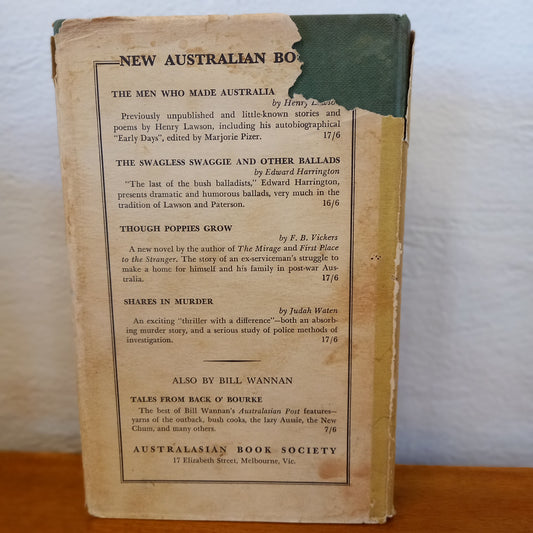 NEW AUSTRALIAN
THE MEN WHO MADE AUSTRALIA
by Henry
Previously unpublished and little-known stories and
poems by Henry Lawson, including his autobiographical
"Early Days", edited by Marjorie Pizer. 17/6
THE SWAGLESS SWAGGIE AND OTHER BALLADS
by Edward Harrington
"The last of the bush balladists," Edward Harrington,
presents dramatic and humorous ballads, very much in the
tradition of Lawson and Paterson. 16/6
THOUGH POPPIES GROW
by F. B. Vickers
A new novel by the author of The Mirage and First Place
to the Stranger. The story of an ex-serviceman's struggle to
make a home for himself and his family in post-war Aus-
tralia. 17/6
SHARES IN MURDER
by Judah Waten
An exciting "thriller with a difference"—both an absorb-
ing murder story, and a serious study of police methods of
investigation. 17/6
ALSO BY BILL WANNAN
TALES FROM BACK O' BOURKE
The best of Bill Wannan's Australasian Post features—
yarns of the outback, bush cooks, the lazy Aussie, the New
Chum, and many others. 7/6
AUSTRALASIAN BOOK SOCIETY
17 Elizabeth Street, Melbourne, Vic.